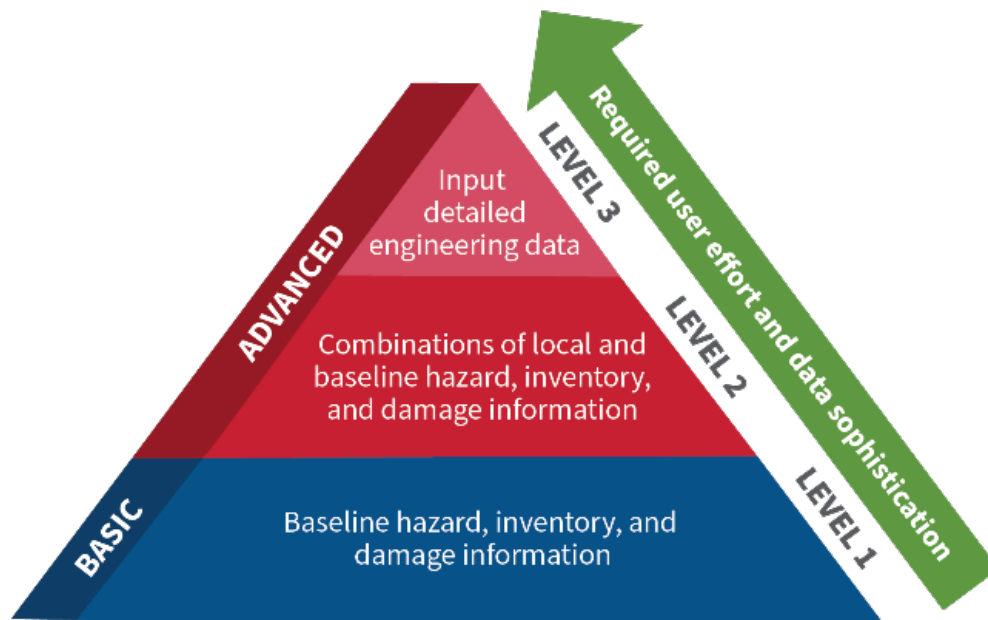 Input
detailed
engineering data
Combinations of local and
baseline hazard, inventory,
and damage information
Baseline hazard, inventory, and
damage information
ADVANCED
BASIC
LEVEL 3
LEVEL 2
LEVEL 1
Required user effort and data sophistication